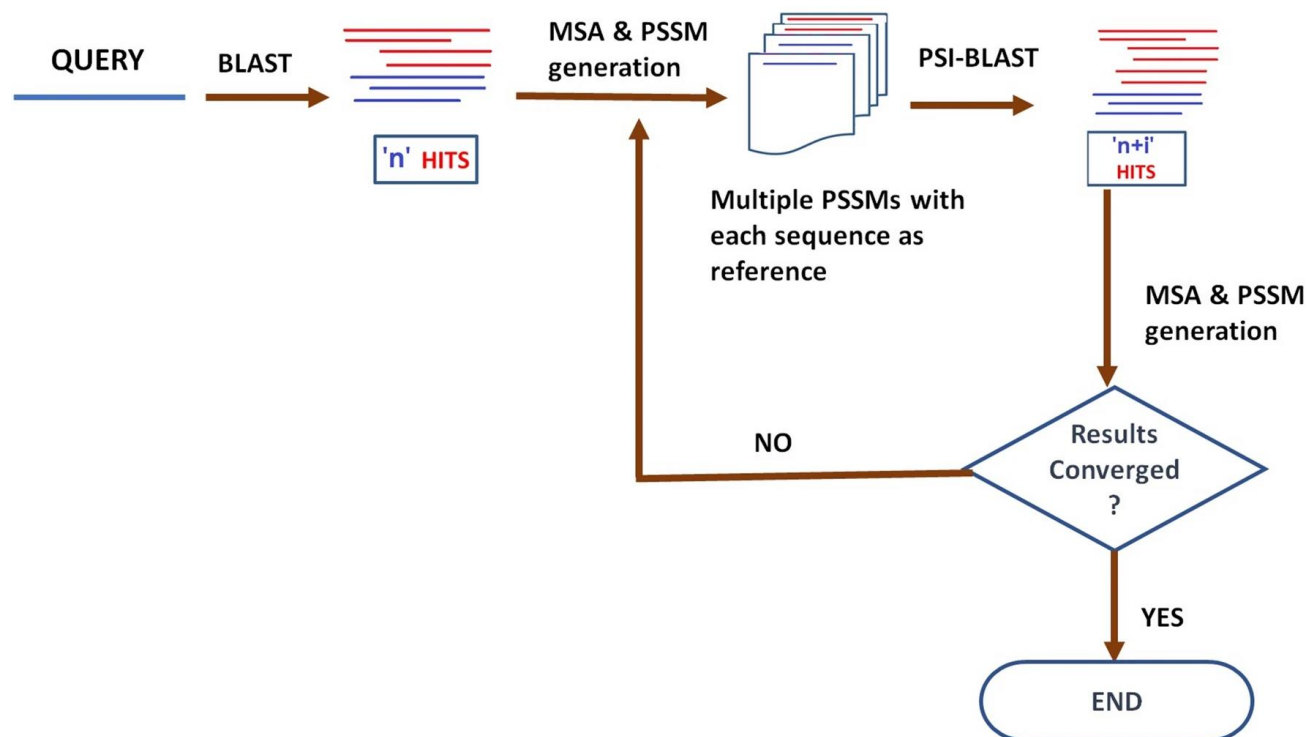 QUERY
BLAST
'n' HITS
MSA & PSSM
generation
Multiple PSSMs with
each sequence as
reference
PSI-BLAST
'n+i'
HITS
MSA & PSSM
generation
Results
Converged
?
NO
YES
END